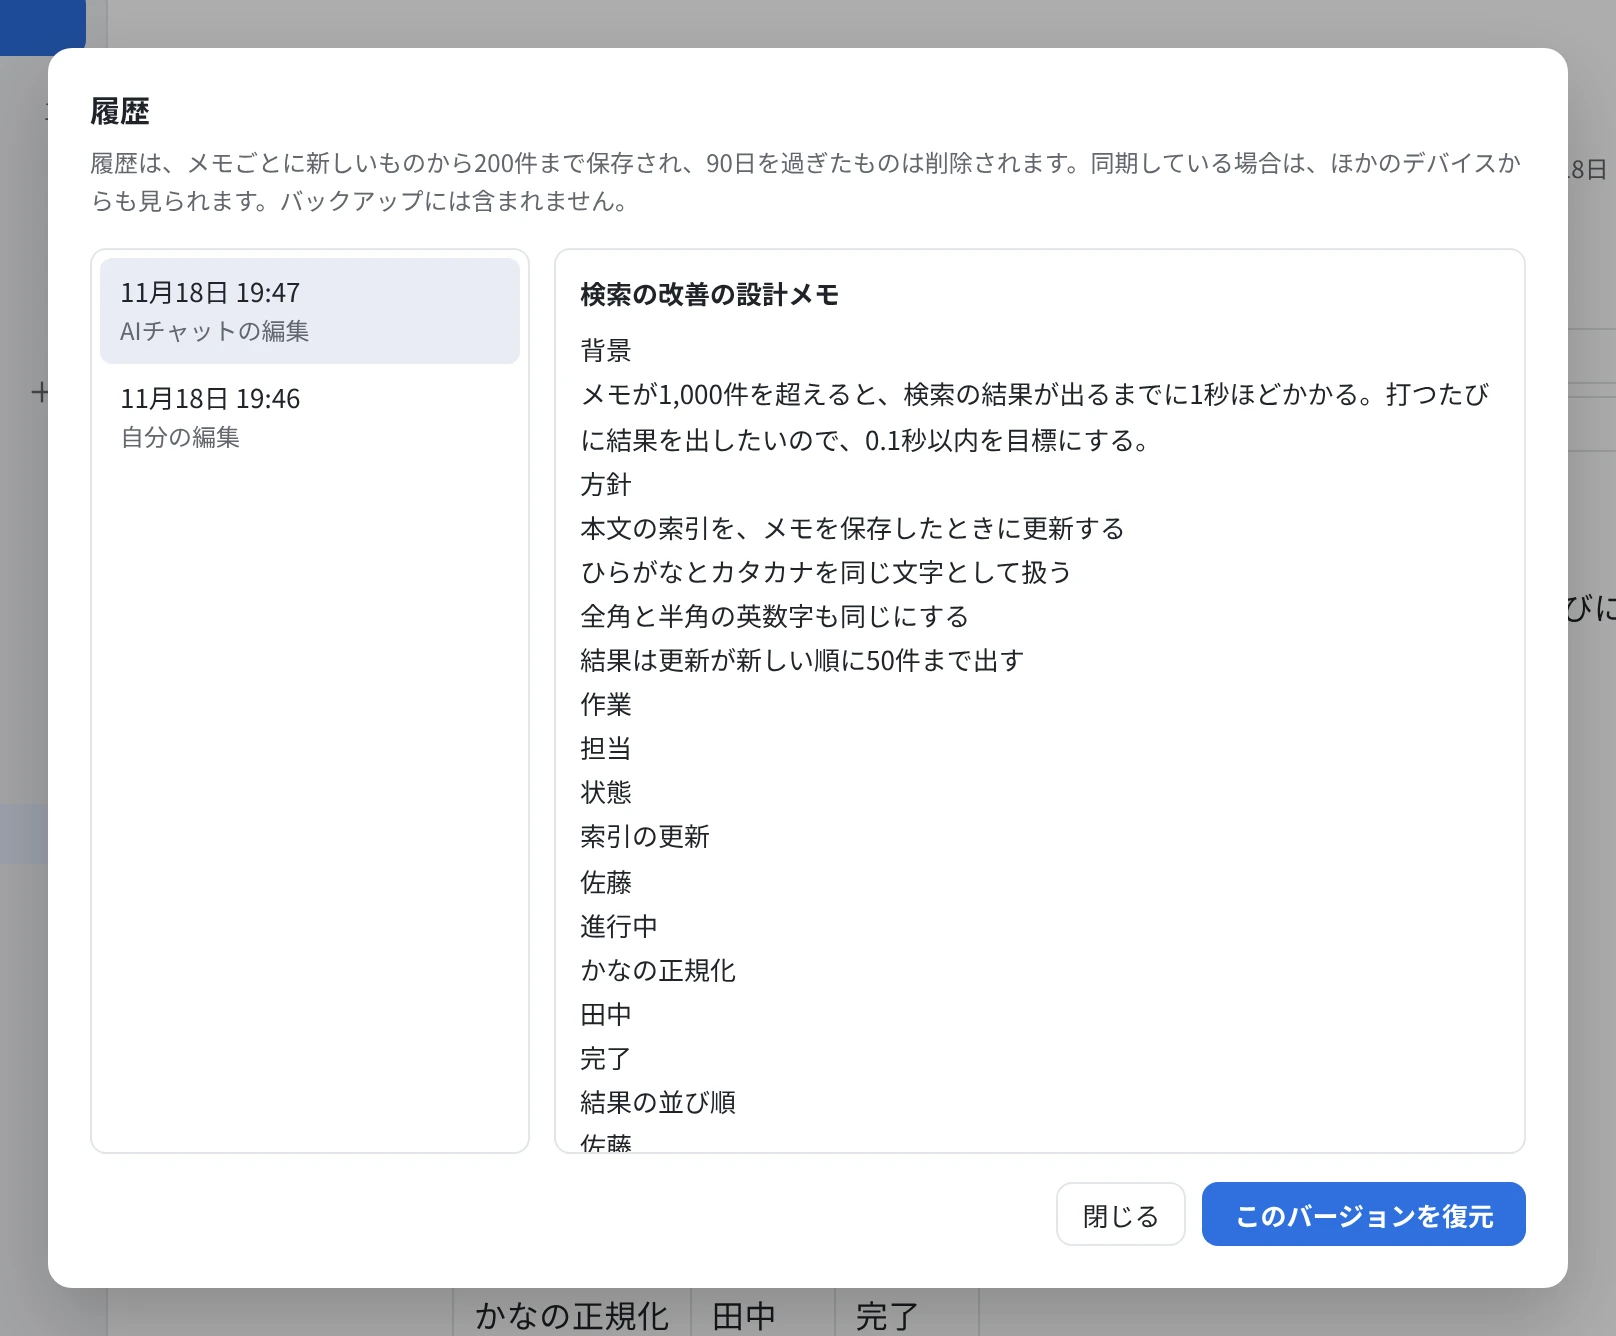 履歴
履歴は、メモごとに新しいものから200件まで保存され、90日を過ぎたものは削除されます。同期している場合は、ほかのデバイスか
らも見られます。バックアップには含まれません。
18日
11月18日 19:47
AIチャットの編集
11月18日 19:46
自分の編集
+
検索の改善の設計メモ
背景
メモが1,000件を超えると、検索の結果が出るまでに1秒ほどかかる。打つたび
に結果を出したいので、0.1秒以内を目標にする。
方針
本文の索引を、メモを保存したときに更新する
ひらがなとカタカナを同じ文字として扱う
びに
全角と半角の英数字も同じにする
結果は更新が新しい順に50件まで出す
作業
担当
状態
索引の更新
佐藤
進行中
かなの正規化
田中
完了
結果の並び順
佐藤
閉じる
このバージョンを復元
かなの正規化 田中 完了